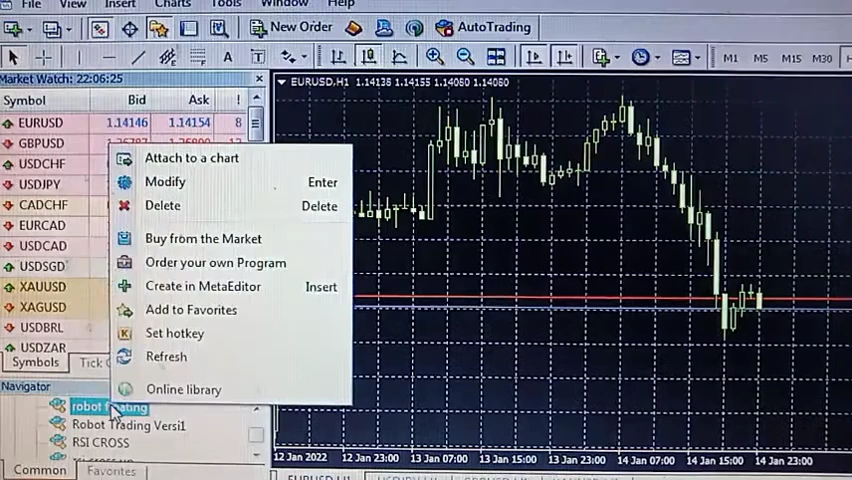 File View Insert Charts Tools Window Help
New Order AutoTrading
A T M1 M5 M15 M30
Market Watch: 22:06:25
Symbol Bid Ask !
EURUSD 1.14146 1.14154 8
GBPUSD
USDCHF
USDJPY
CADCHF
EURCAD
USDCAD
USDSGD
XAUUSD
XAGUSD
USDBRL
USDZAR
Symbols Tick
Attach to a chart
Modify Enter
Delete Delete
Buy from the Market
Order your own Program
Create in MetaEditor Insert
Add to Favorites
Set hotkey
Refresh
Online library
Navigator
robot
Robot Trading Versi1
RSI CROSS
Common Favorites
EURUSD,H1 1.14138 1.14155 1.14080 1.14080
12 Jan 2022 12 Jan 23:00 13 Jan 07:00 13 Jan 15:00 13 Jan 23:00 14 Jan 07:00 14 Jan 15:00 14 Jan 23:00